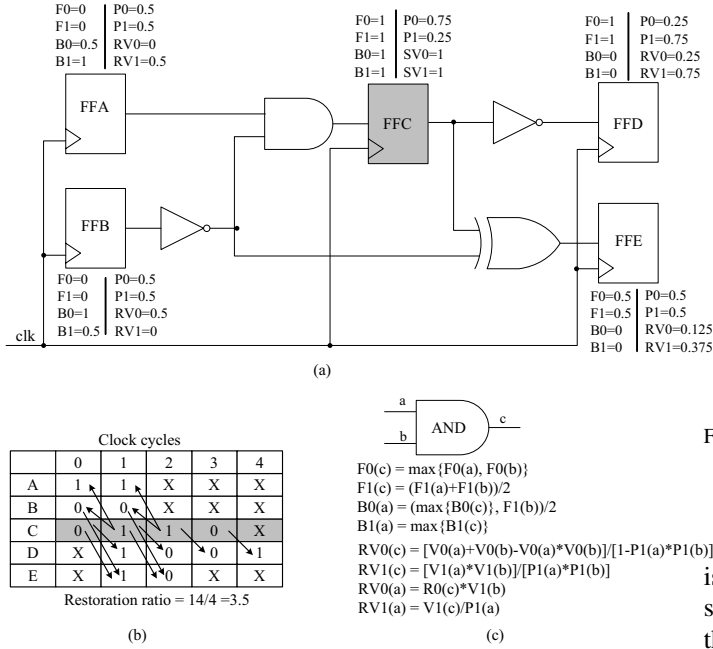 F0=0 P0=0.5
F1=0 P1=0.5
B0=0.5 RV0=0
B1=1 RV1=0.5
F0=1 P0=0.75
F1=1 P1=0.25
B0=1 SV0=1
B1=1 SV1=1
F0=1 P0=0.25
F1=1 P1=0.75
B0=0 RV0=0.25
B1=0 RV1=0.75
FFA
FFC
FFD
FFB
FFE
F0=0 P0=0.5
F1=0 P1=0.5
B0=1 RV0=0.5
B1=0.5 RV1=0
F0=0.5 P0=0.5
F1=0.5 P1=0.5
B0=0 RV0=0.125
B1=0 RV1=0.375
clk
(a)
Clock cycles
0 1 2 3 4
A 1 1 X X X
B 0 0 X X X
C 0 1 1 0 X
D X 1 0 0 1
E X 1 0 X X
Restoration ratio = 14/4 =3.5
(b)
a
b
AND
c
F0(c) = max{F0(a), F0(b)}
F1(c) = (F1(a)+F1(b))/2
B0(a) = (max{B0(c)}, F1(b))/2
B1(a) = max{B1(c)}
RV0(c) = [V0(a)+V0(b)-V0(a)*V0(b)]/[1-P1(a)*P1(b)]
RV1(c) = [V1(a)*V1(b)]/[P1(a)*P1(b)]
RV0(a) = R0(c)*V1(b)
RV1(a) = V1(c)/P1(a)
(c)
F
is
s
th